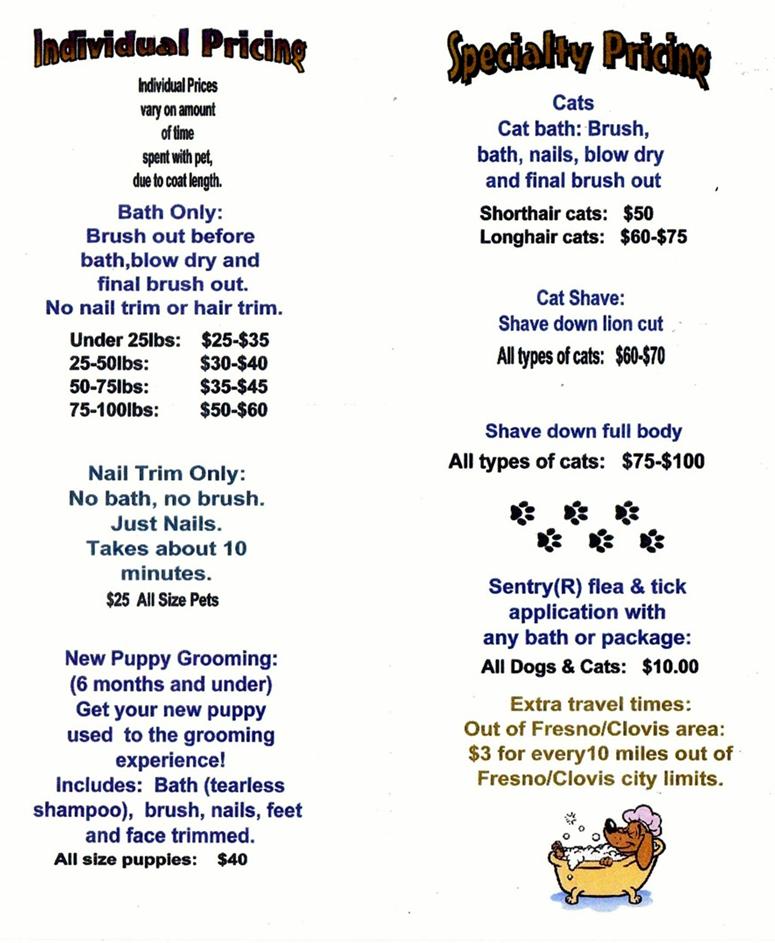 Individual Pricing
Individual Prices
vary on amount
of time
spent with pet,
due to coat length.
Bath Only:
Brush out before
bath,blow dry and
final brush out.
No nail trim or hair trim.
Under 25lbs: $25-$35
25-50lbs: $30-$40
50-75lbs: $35-$45
75-100lbs: $50-$60
Nail Trim Only:
No bath, no brush.
Just Nails.
Takes about 10
minutes.
$25 All Size Pets
New Puppy Grooming:
(6 months and under)
Get your new puppy
used to the grooming
experience!
Includes: Bath (tearless
shampoo), brush, nails, feet
and face trimmed.
All size puppies: $40
Specialty Pricing
Cats
Cat bath: Brush,
bath, nails, blow dry
and final brush out
Shorthair cats: $50
Longhair cats: $60-$75
Cat Shave:
Shave down lion cut
All types of cats: $60-$70
Shave down full body
All types of cats: $75-$100
Sentry(R) flea & tick
application with
any bath or package:
All Dogs & Cats: $10.00
Extra travel times:
Out of Fresno/Clovis area:
$3 for every10 miles out of
Fresno/Clovis city limits.